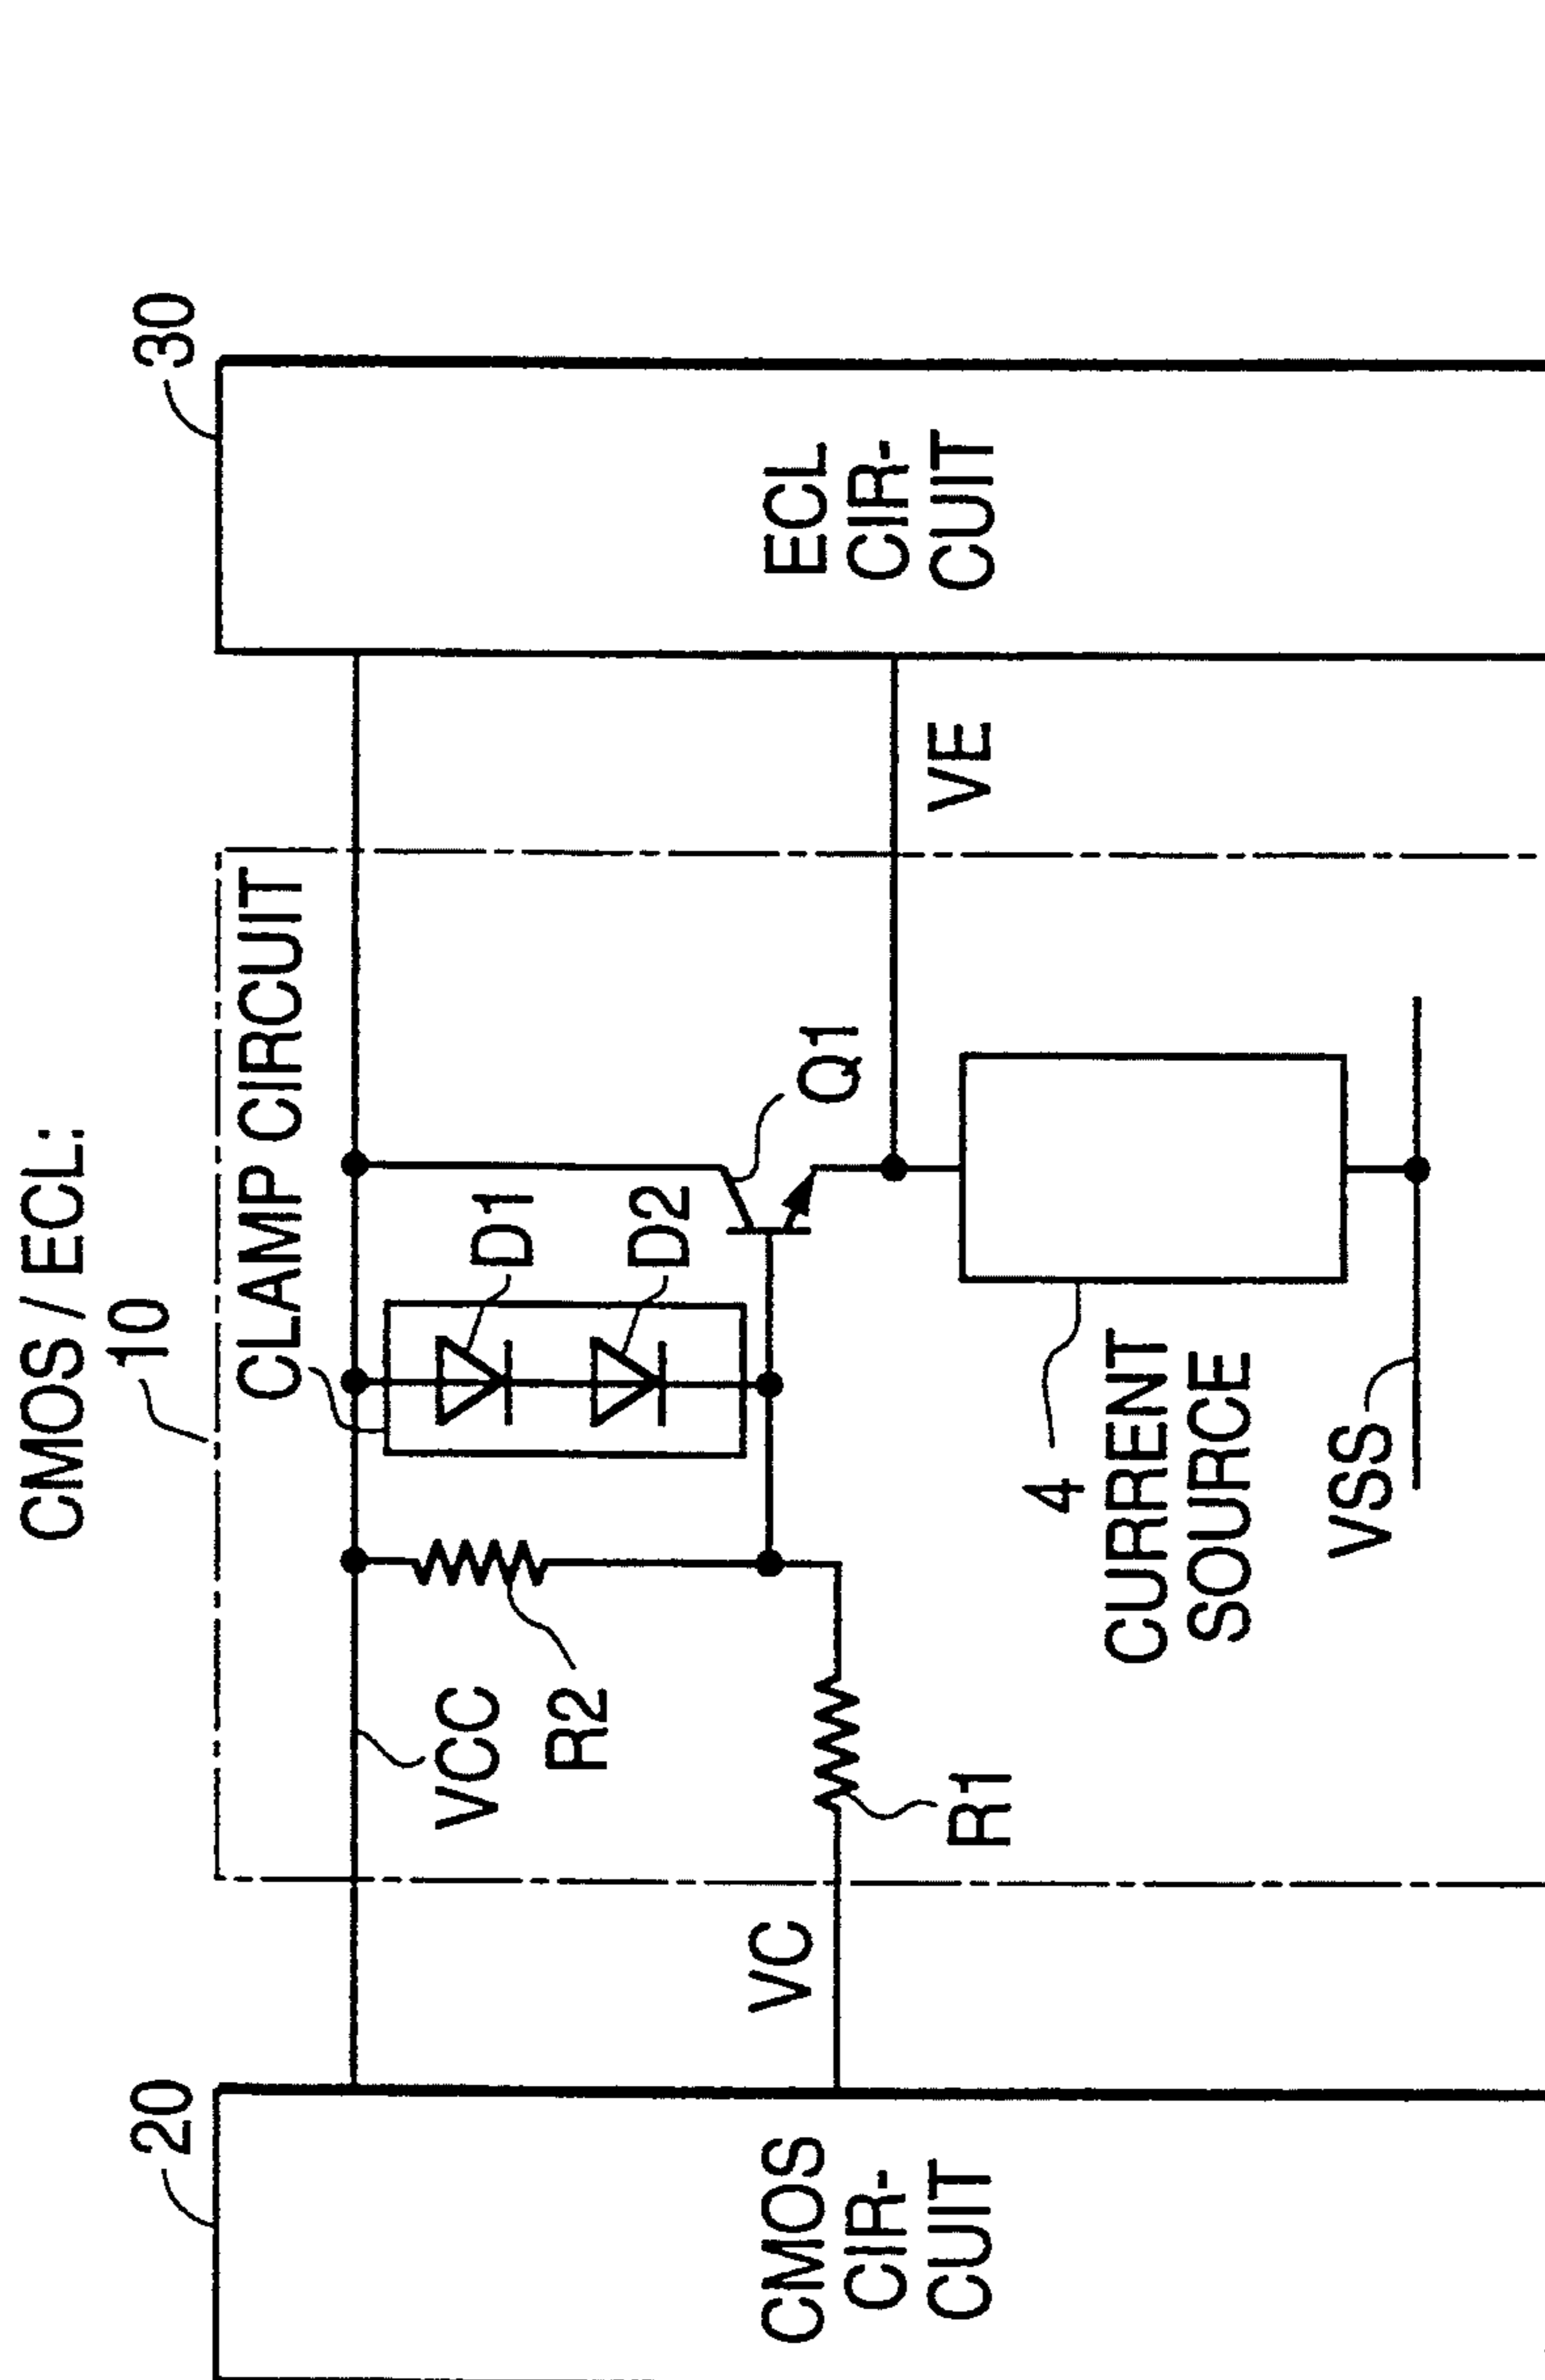 CMOS / ECL:
10
20
30
CLAMP CIRCUIT
VCC
R2
D1
D2
Q1
VC
R1
VE
CMOS
CIR-
CUIT
ECL
CIR-
CUIT
4
CURRENT
SOURCE
VSS